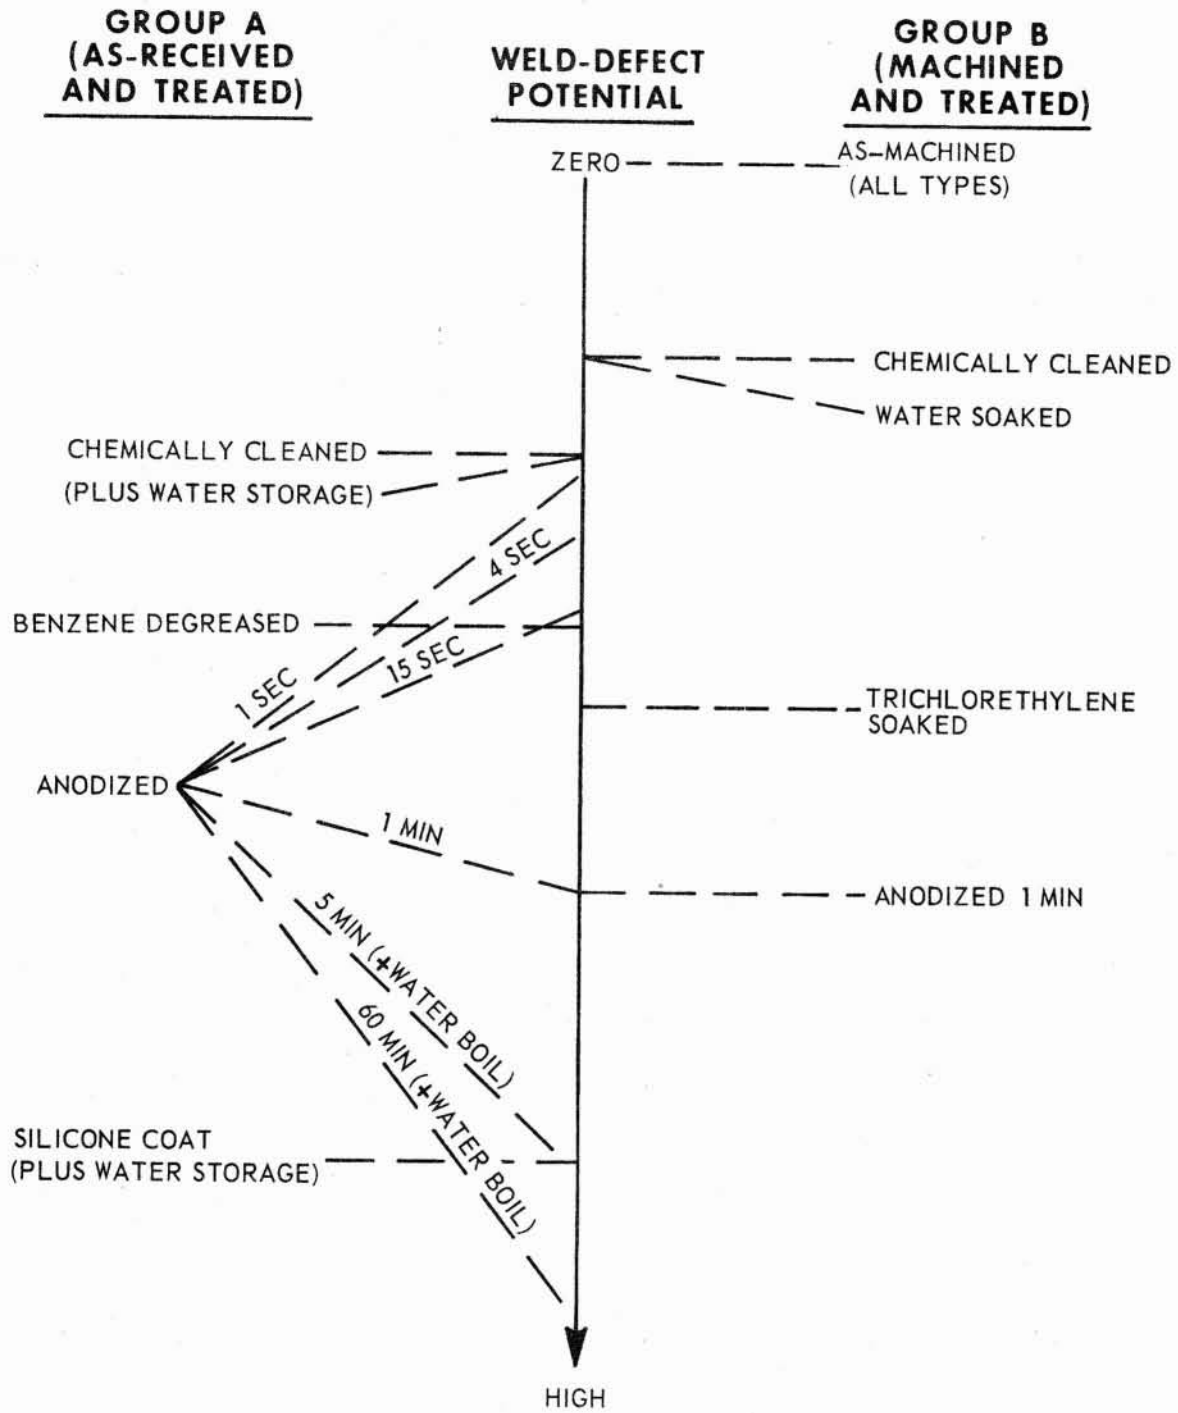 GROUP A
(AS-RECEIVED
AND TREATED)
WELD-DEFECT
POTENTIAL
GROUP B
(MACHINED
AND TREATED)
ZERO
AS-MACHINED
(ALL TYPES)
CHEMICALLY CLEANED
WATER SOAKED
CHEMICALLY CLEANED
(PLUS WATER STORAGE)
4 SEC
BENZENE DEGREASED
15 SEC
1 SEC
TRICHLORETHYLENE
SOAKED
ANODIZED
1 MIN
ANODIZED 1 MIN
5 MIN (+WATER BOIL)
60 MIN (+WATER BOIL)
SILICONE COAT
(PLUS WATER STORAGE)
HIGH